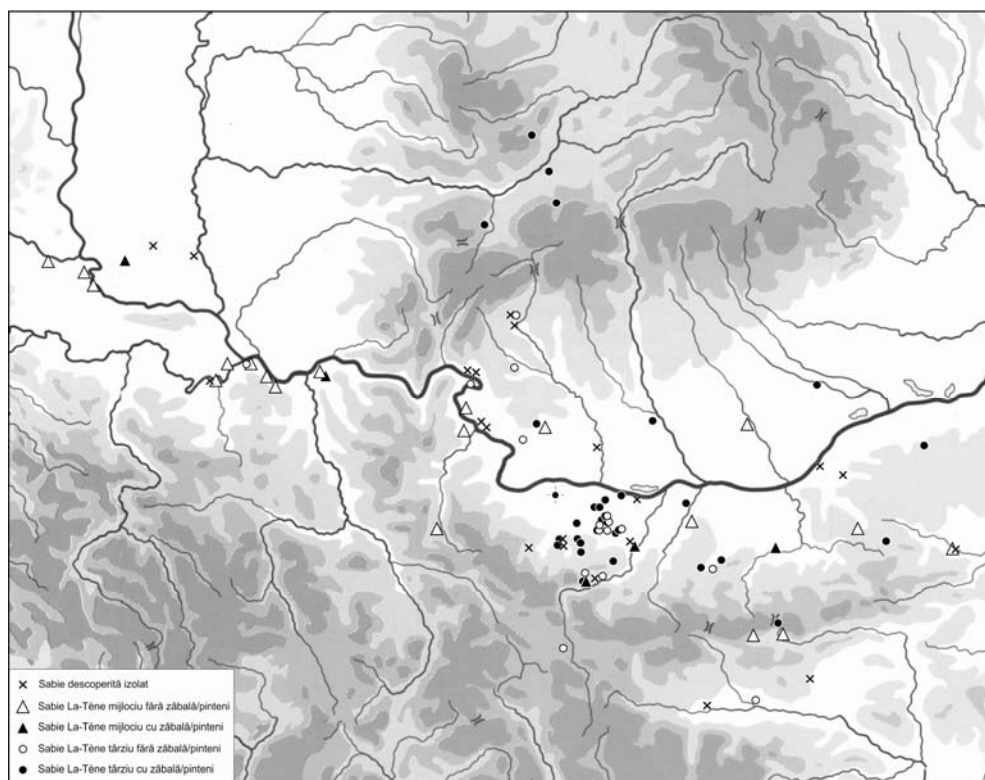 Sabie descoperită izolat
Sabie La-Tène mijlociu fără zăbală/pinteni
Sabie La-Tène mijlociu cu zăbală/pinteni
Sabie La-Tène târziu fără zăbală/pinteni
Sabie La-Tène târziu cu zăbală/pinteni